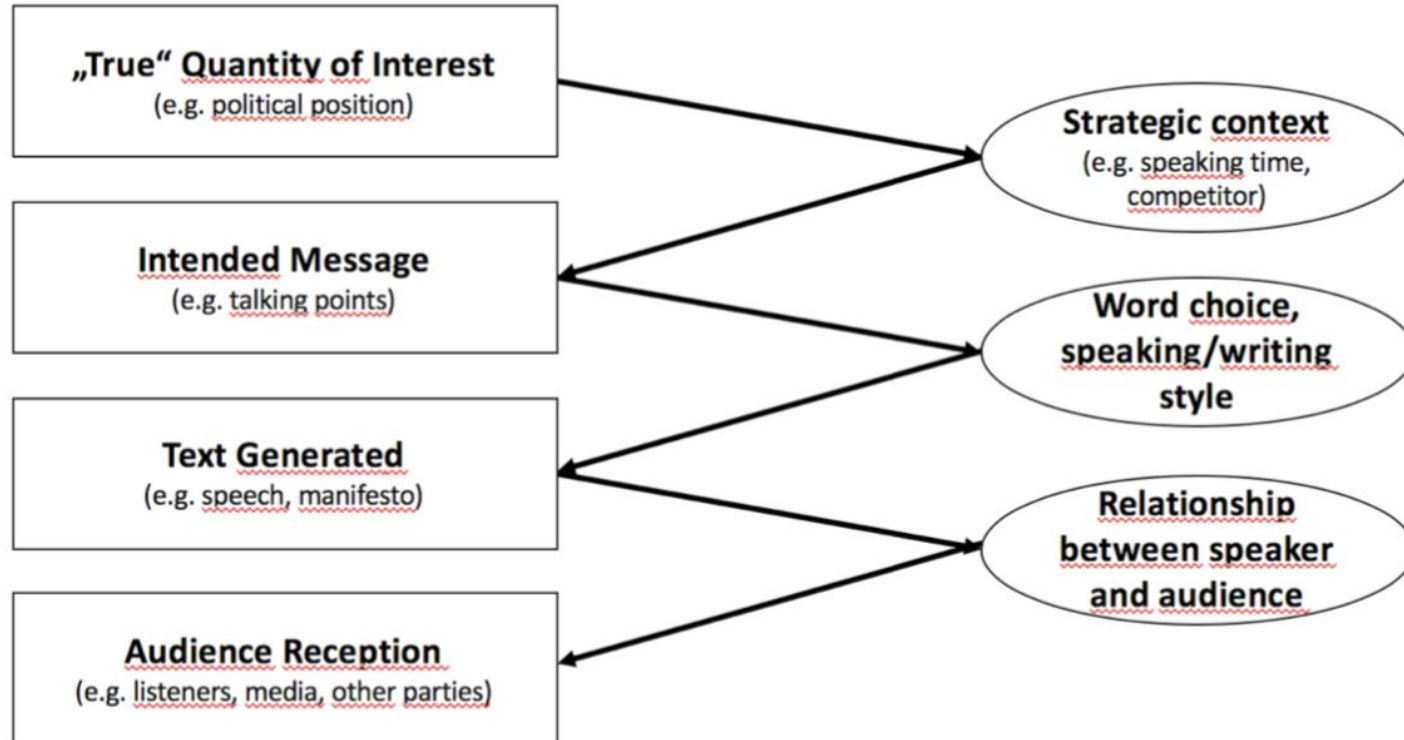 „True“ Quantity of Interest
(e.g. political position)
Strategic context
(e.g. speaking time,
competitor)
Intended Message
(e.g. talking points)
Word choice,
speaking/writing
style
Text Generated
(e.g. speech, manifesto)
Relationship
between speaker
and audience
Audience Reception
(e.g. listeners, media, other parties)